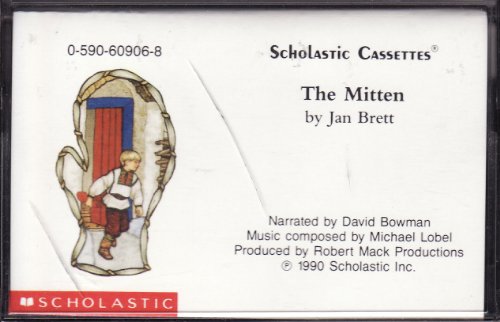 0-590-60906-8
Scholastic Cassettes®
The Mitten
by Jan Brett
Narrated by David Bowman
Music composed by Michael Lobel
Produced by Robert Mack Productions
℗ 1990 Scholastic Inc.
SCHOLASTIC